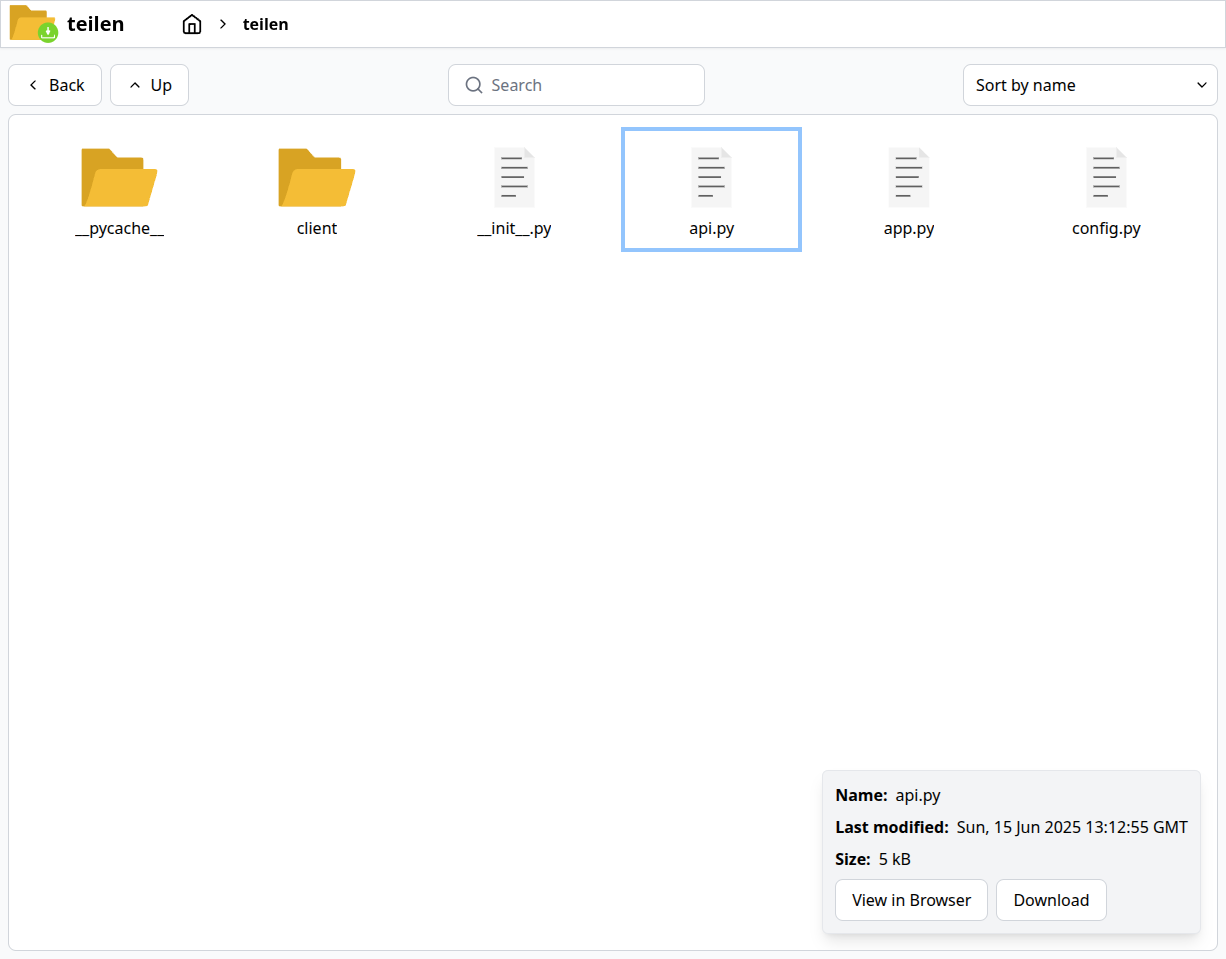 teilen
teilen
Back
Up
Search
Sort by name
__pycache__
client
__init__.py
api.py
app.py
config.py
Name: api.py
Last modified: Sun, 15 Jun 2025 13:12:55 GMT
Size: 5 kB
View in Browser
Download